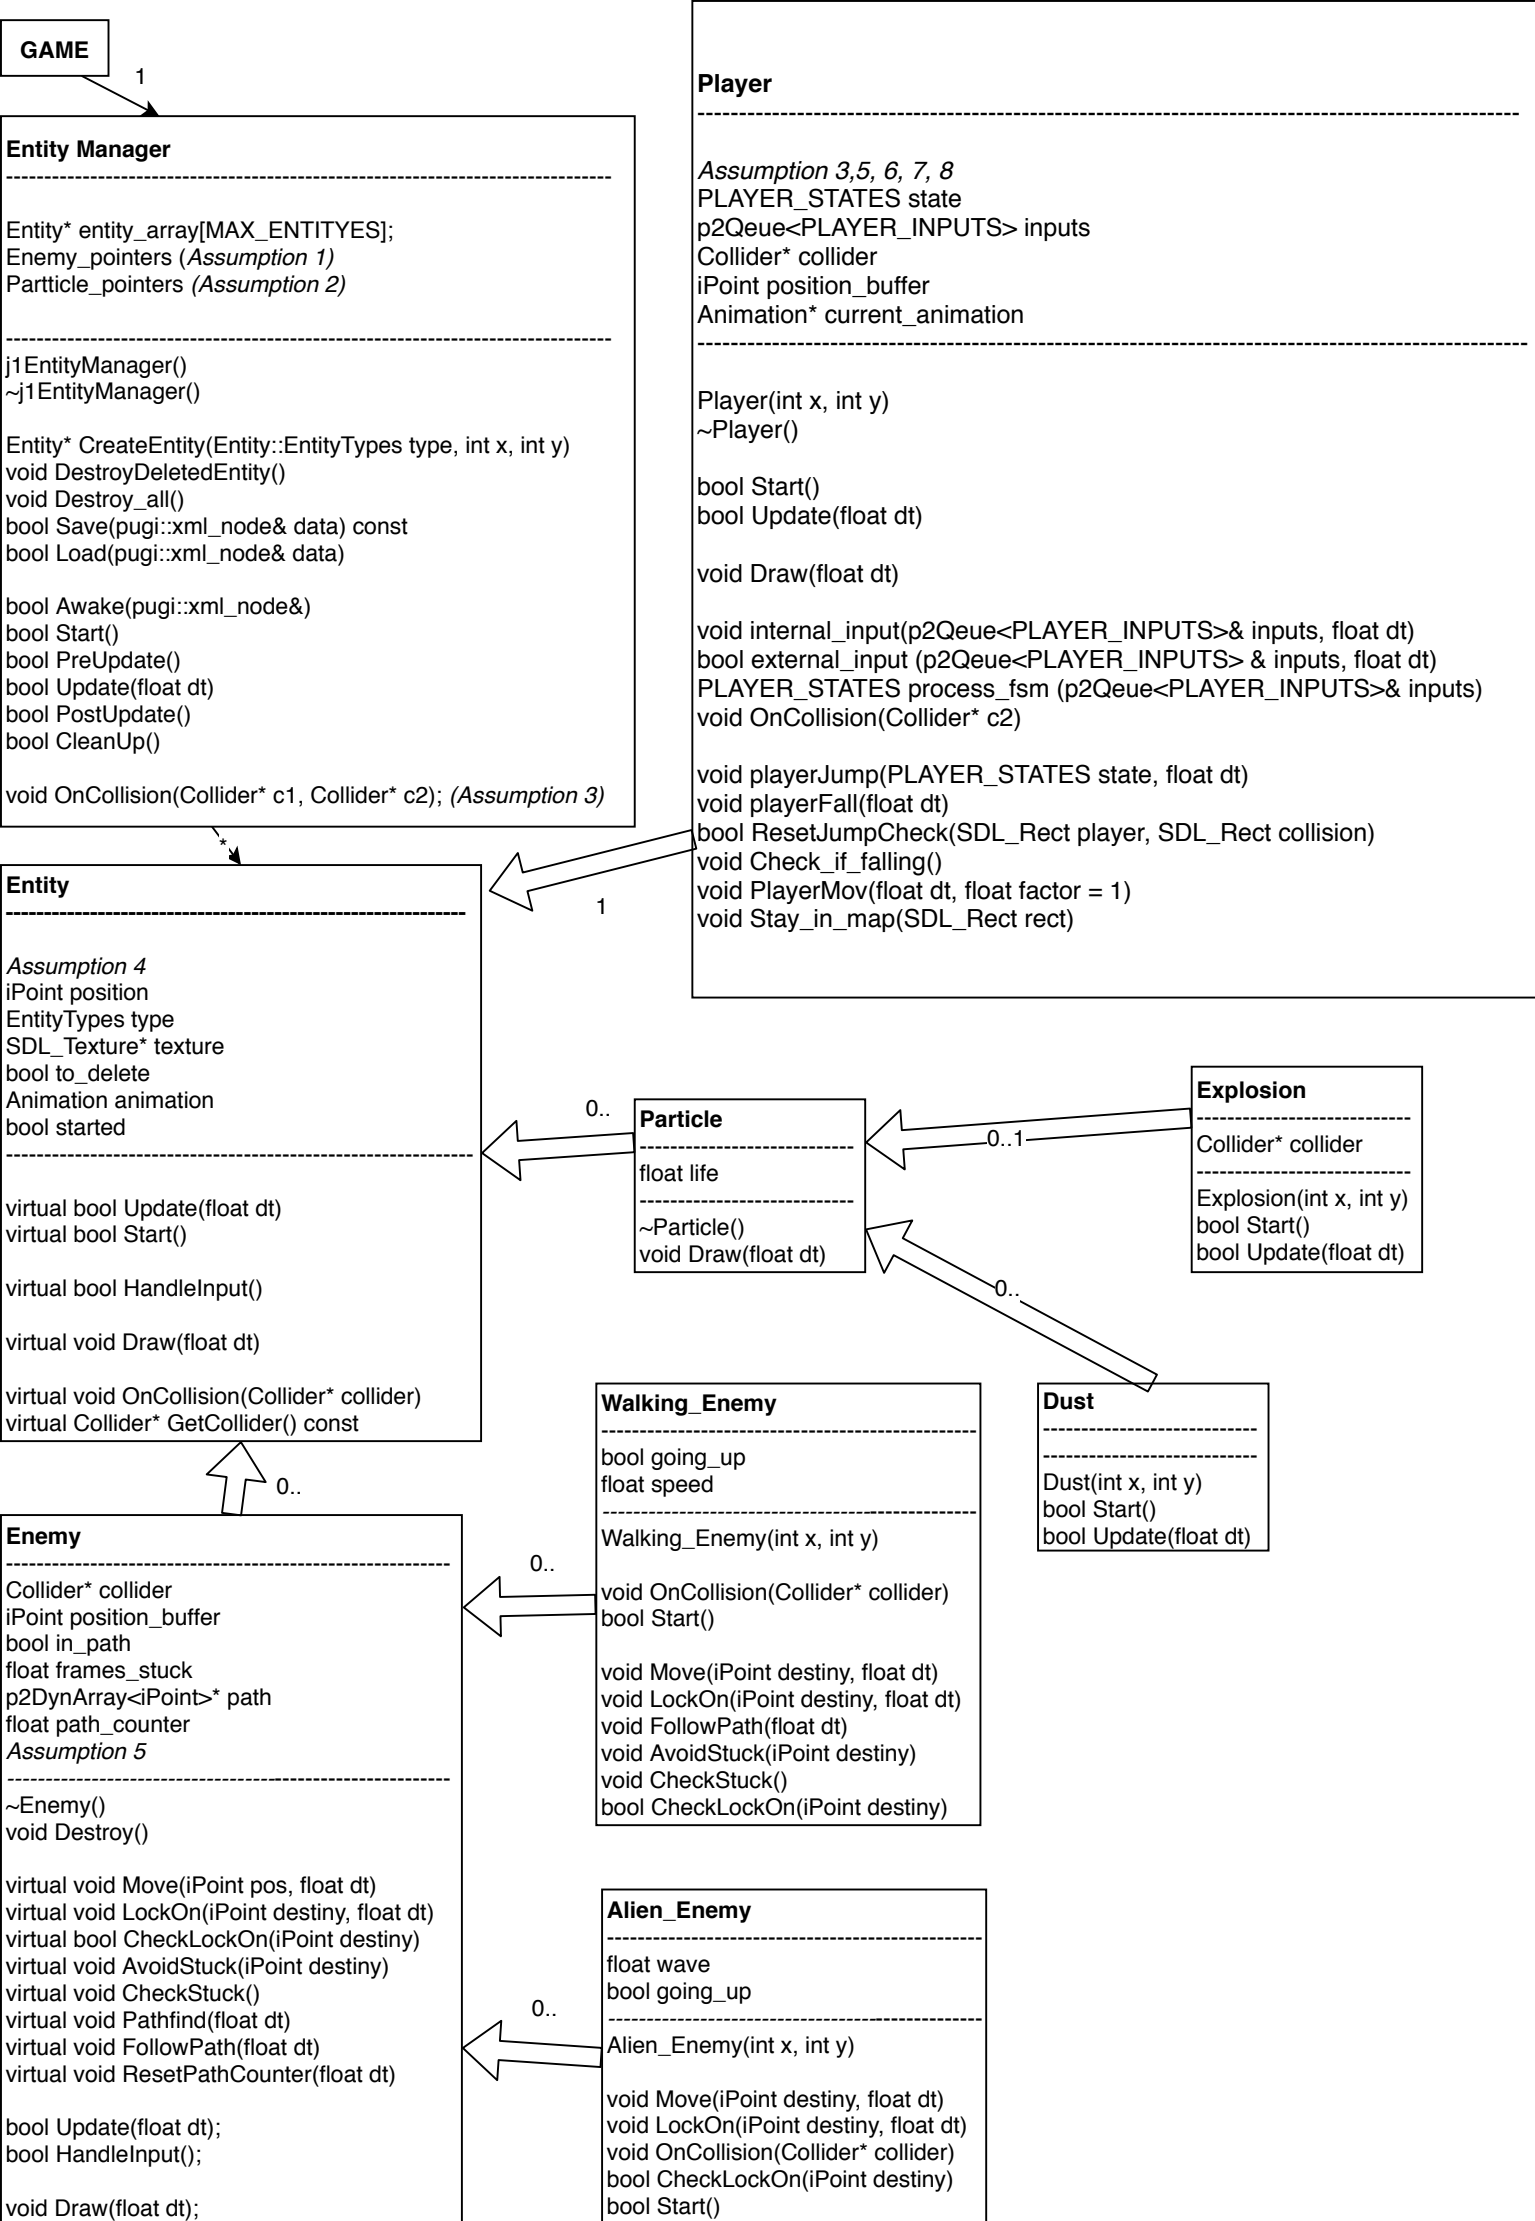 GAME
1
Entity Manager
Entity* entity_array[MAX_ENTITYES];
Enemy_pointers (Assumption 1)
Partticle_pointers (Assumption 2)
j1EntityManager()
~j1EntityManager()
Entity* CreateEntity(Entity::EntityTypes type, int x, int y)
void DestroyDeletedEntity()
void Destroy_all()
bool Save(pugi::xml_node& data) const
bool Load(pugi::xml_node& data)
bool Awake(pugi::xml_node&)
bool Start()
bool PreUpdate()
bool Update(float dt)
bool PostUpdate()
bool CleanUp()
void OnCollision(Collider* c1, Collider* c2); (Assumption 3)
*
Player
Assumption 3,5, 6, 7, 8
PLAYER_STATES state
p2Qeue<PLAYER_INPUTS> inputs
Collider* collider
iPoint position_buffer
Animation* current_animation
Player(int x, int y)
~Player()
bool Start()
bool Update(float dt)
void Draw(float dt)
void internal_input(p2Qeue<PLAYER_INPUTS>& inputs, float dt)
bool external_input (p2Qeue<PLAYER_INPUTS> & inputs, float dt)
PLAYER_STATES process_fsm (p2Qeue<PLAYER_INPUTS>& inputs)
void OnCollision(Collider* c2)
void playerJump(PLAYER_STATES state, float dt)
void playerFall(float dt)
bool ResetJumpCheck(SDL_Rect player, SDL_Rect collision)
void Check_if_falling()
void PlayerMov(float dt, float factor = 1)
void Stay_in_map(SDL_Rect rect)
1
Entity
Assumption 4
iPoint position
EntityTypes type
SDL_Texture* texture
bool to_delete
Animation animation
bool started
virtual bool Update(float dt)
virtual bool Start()
virtual bool HandleInput()
virtual void Draw(float dt)
virtual void OnCollision(Collider* collider)
virtual Collider* GetCollider() const
0..
Particle
float life
~Particle()
void Draw(float dt)
0..1
Explosion
Collider* collider
Explosion(int x, int y)
bool Start()
bool Update(float dt)
0..
Dust
Dust(int x, int y)
bool Start()
bool Update(float dt)
0..
Enemy
Collider* collider
iPoint position_buffer
bool in_path
float frames_stuck
p2DynArray<iPoint>* path
float path_counter
Assumption 5
~Enemy()
void Destroy()
virtual void Move(iPoint pos, float dt)
virtual void LockOn(iPoint destiny, float dt)
virtual bool CheckLockOn(iPoint destiny)
virtual void AvoidStuck(iPoint destiny)
virtual void CheckStuck()
virtual void Pathfind(float dt)
virtual void FollowPath(float dt)
virtual void ResetPathCounter(float dt)
bool Update(float dt);
bool HandleInput();
void Draw(float dt);
0..
Walking_Enemy
bool going_up
float speed
Walking_Enemy(int x, int y)
void OnCollision(Collider* collider)
bool Start()
void Move(iPoint destiny, float dt)
void LockOn(iPoint destiny, float dt)
void FollowPath(float dt)
void AvoidStuck(iPoint destiny)
void CheckStuck()
bool CheckLockOn(iPoint destiny)
0..
Alien_Enemy
float wave
bool going_up
Alien_Enemy(int x, int y)
void Move(iPoint destiny, float dt)
void LockOn(iPoint destiny, float dt)
void OnCollision(Collider* collider)
bool CheckLockOn(iPoint destiny)
bool Start()